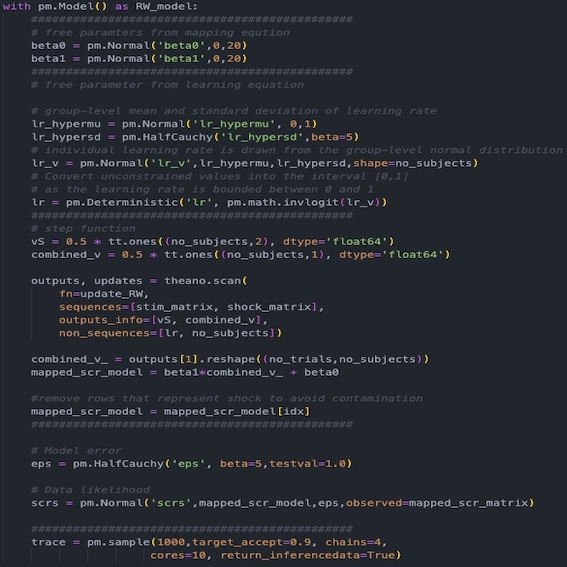 with pm.Model() as RW_model:
##############################################
# free paramters from mapping eqution
beta0 = pm.Normal('beta0',0,20)
beta1 = pm.Normal('beta1',0,20)
##############################################
# free parameter from learning equation
# group-level mean and standard deviation of learning rate
lr_hypermu = pm.Normal('lr_hypermu', 0,1)
lr_hypersd = pm.HalfCauchy('lr_hypersd',beta=5)
# individual learning rate is drawn from the group-level normal distribution
lr_v = pm.Normal('lr_v',lr_hypermu,lr_hypersd,shape=no_subjects)
# Convert unconstrained values into the interval [0,1]
# as the learning rate is bounded between 0 and 1
lr = pm.Deterministic('lr', pm.math.invlogit(lr_v))
##############################################
# step function
vS = 0.5 * tt.ones((no_subjects,2), dtype='float64')
combined_v = 0.5 * tt.ones((no_subjects,1), dtype='float64')
outputs, updates = theano.scan(
fn=update_RW,
sequences=[stim_matrix, shock_matrix],
outputs_info=[vS, combined_v],
non_sequences=[lr, no_subjects])
combined_v_ = outputs[1].reshape((no_trials,no_subjects))
mapped_scr_model = beta1*combined_v_ + beta0
#remove rows that represent shock to avoid contamination
mapped_scr_model = mapped_scr_model[idx]
##############################################
# Model error
eps = pm.HalfCauchy('eps', beta=5,testval=1.0)
# Data likelihood
scrs = pm.Normal('scrs',mapped_scr_model,eps,observed=mapped_scr_matrix)
##############################################
trace = pm.sample(1000,target_accept=0.9, chains=4,
cores=10, return_inferencedata=True)